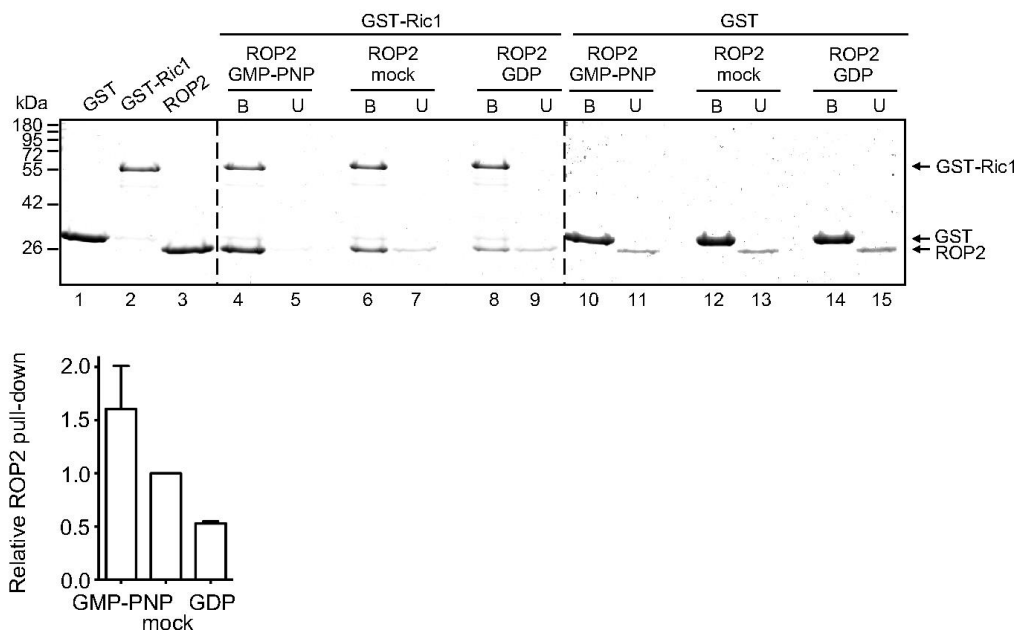 GST-Ric1 GST
ROP2 ROP2 ROP2 ROP2 ROP2 ROP2
GMP-PNP mock GDP GMP-PNP mock GDP
GST GST-Ric1 ROP2
kDa B U B U B U B U B U B U
180
95
72
55 GST-Ric1
42
GST
26 ROP2
1 2 3 4 5 6 7 8 9 10 11 12 13 14 15
Relative ROP2 pull-down
2.0
1.5
1.0
0.5
0.0
GMP-PNP GDP
mock